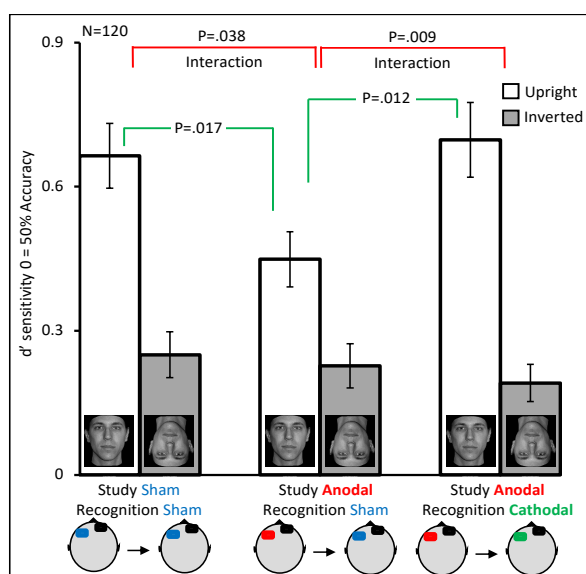 N=120
P=.038
P=.009
Interaction
Interaction
P=.017
P=.012
Upright
Inverted
0.9
0.6
0.3
0
d' sensitivity 0 = 50% Accuracy
Study Sham
Recognition Sham
Study Anodal
Recognition Sham
Study Anodal
Recognition Cathodal